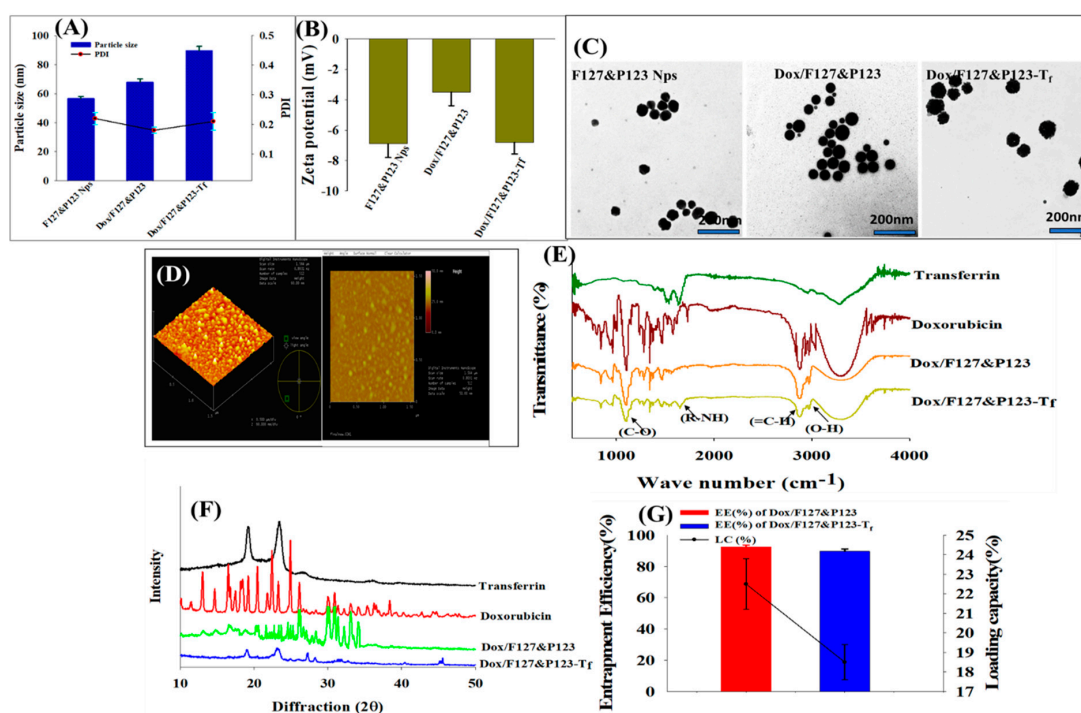 (A)
Particle size
PDI
100
80
60
40
20
0
Particle size (nm)
0.5
0.4
0.3
0.2
0.1
PDI
F127&P123 Nps
Dox/F127&P123
Dox/F127&P123-Tf
(B)
0
-2
-4
-6
-8
-10
Zeta potential (mV)
F127&P123 Nps
Dox/F127&P123
Dox/F127&P123-Tf
(C)
F127&P123 Nps
Dox/F127&P123
Dox/F127&P123-Tf
200nm
200nm
200nm
(D)
(E)
Transferrin
Doxorubicin
Dox/F127&P123
Dox/F127&P123-Tf
(C-O)
(R-NH)
(=C-H)
(O-H)
Transmittance (%)
1000 2000 3000 4000
Wave number (cm-1)
(F)
Intensity
Transferrin
Doxorubicin
Dox/F127&P123
Dox/F127&P123-Tf
10 20 30 40 50
Diffraction (2θ)
(G)
EE(%) of Dox/F127&P123
EE(%) of Dox/F127&P123-Tf
LC (%)
Entrapment Efficiency(%)
100
80
60
40
20
0
25
24
23
22
21
20
19
18
17
Loading capacity(%)